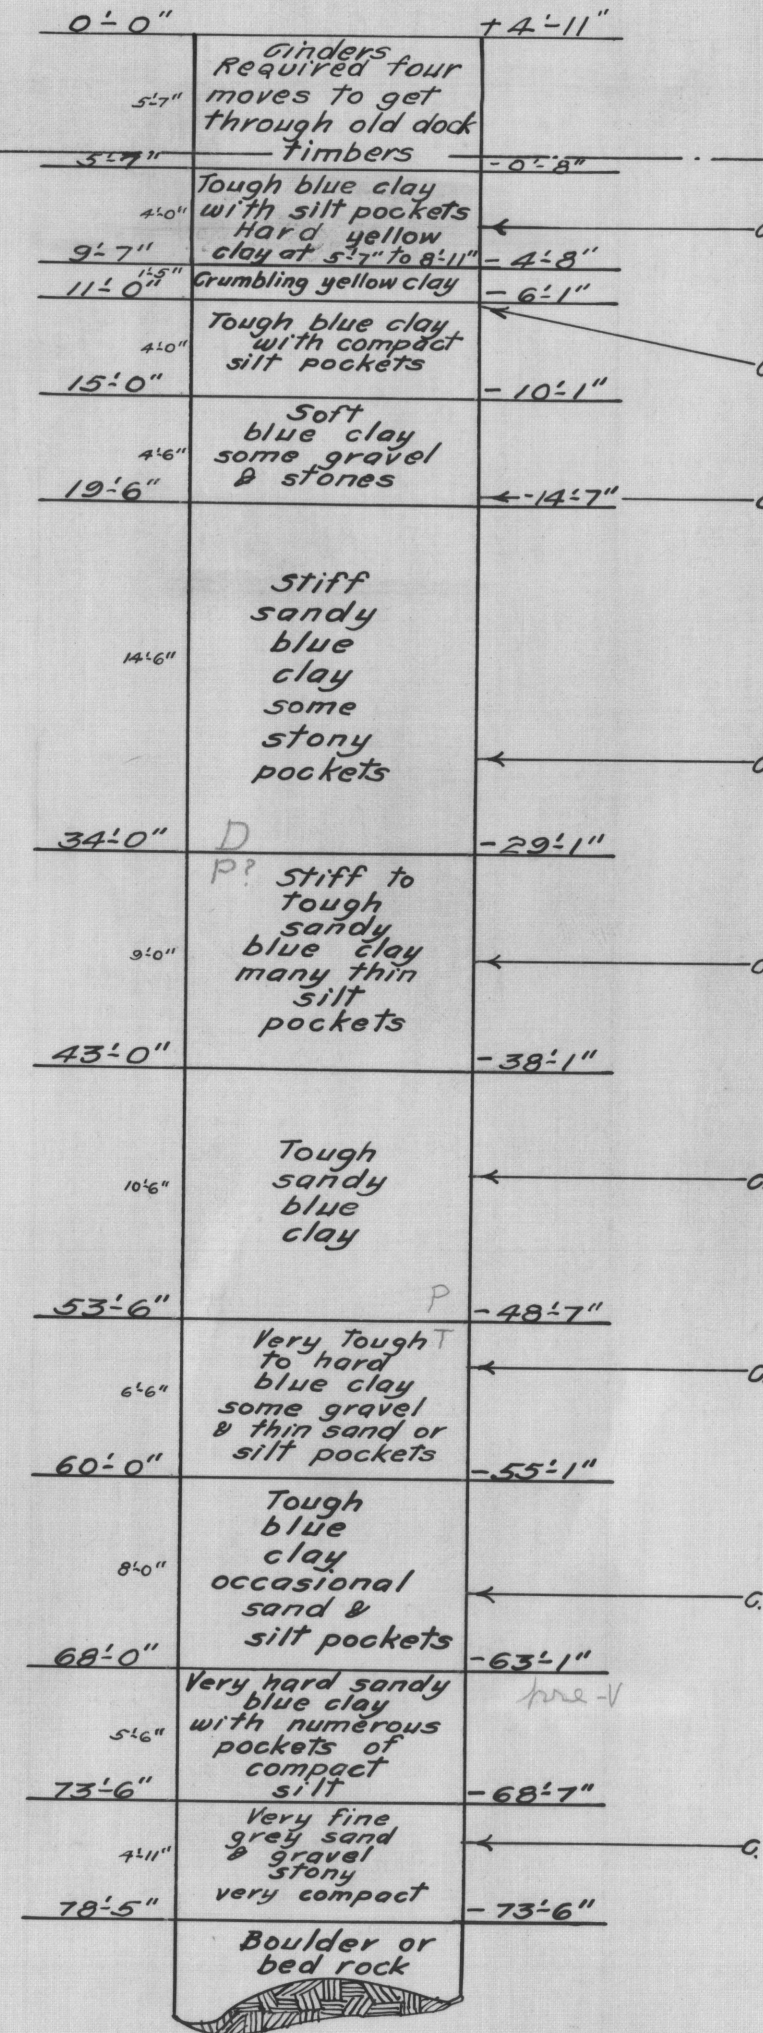 0'-0" +4'-11"
Cinders
Required four
5'-7" moves to get
through old dock
timbers
5'-7" -0'-8"
Tough blue clay
4'-0" with silt pockets
Hard yellow
clay at 5'-7" to 8'-11"
9'-7" -4'-8"
1'-5" Crumbling yellow clay
11'-0" -6'-1"
Tough blue clay
4'-0" with compact
silt pockets
15'-0" -10'-1"
Soft
blue clay
4'-6" some gravel
& stones
19'-6" -14'-7"
Stiff
sandy
blue
14'-6" clay
some
stony
pockets
34'-0" D -29'-1"
P? Stiff to
tough
sandy
9'-0" blue clay
many thin
silt
pockets
43'-0" -38'-1"
Tough
10'-6" sandy
blue
clay
P
53'-6" -48'-7"
Very Tough T
to hard
6'-6" blue clay
some gravel
& thin sand or
silt pockets
60'-0" -55'-1"
Tough
blue
clay
8'-0" occasional
sand &
silt pockets
68'-0" -63'-1"
Very hard sandy pre-V
blue clay
5'-6" with numerous
pockets of
compact
silt
73'-6" -68'-7"
Very fine
grey sand
4'-11" & gravel
stony
very compact
78'-5" -73'-6"
Boulder or
bed rock